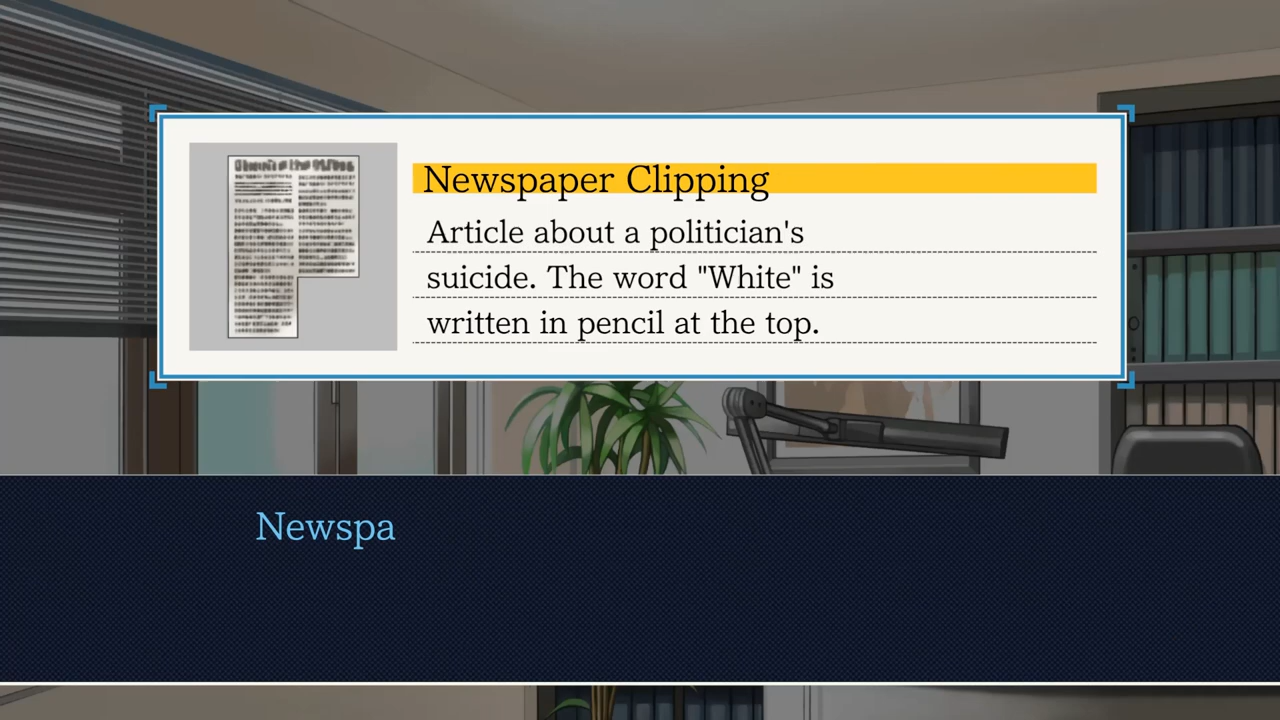 Newspaper Clipping
Article about a politician's
suicide. The word "White" is
written in pencil at the top.
Newspa